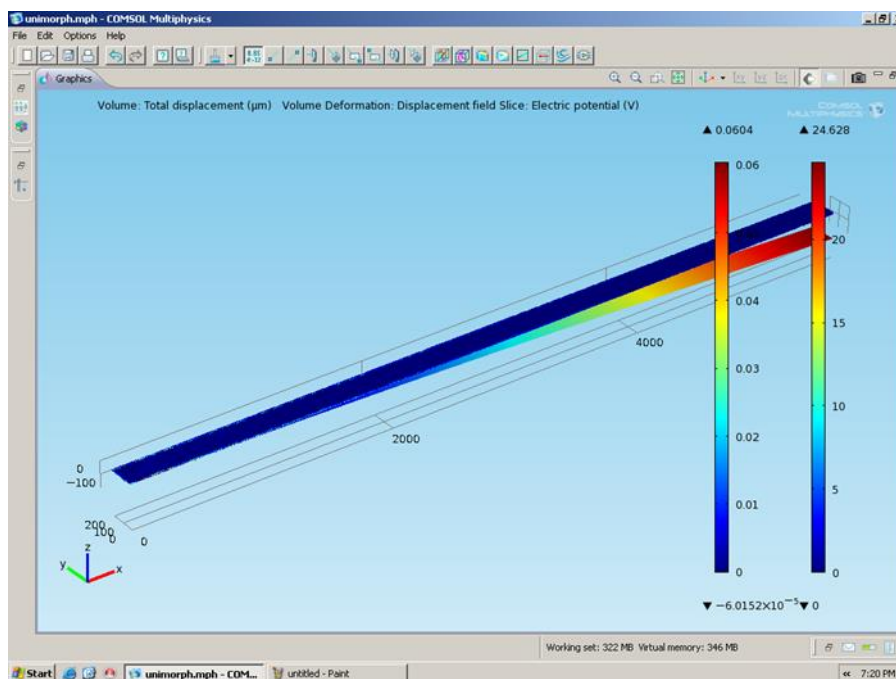 unimorph.mph - COMSOL Multiphysics
File Edit Options Help
Graphics
Volume: Total displacement (μm) Volume Deformation: Displacement field Slice: Electric potential (V)
COMSOL
MULTIPHYSICS
▲ 0.0604 ▲ 24.628
0.06
20
0.04
4000
15
0.03
10
2000
0.02
0
−100
5
0.01
200
100
0
0
0
0
z
y
x
▼ −6.0152×10⁻⁵ ▼ 0
Working set: 322 MB Virtual memory: 346 MB
Start unimorph.mph - COM... untitled - Paint « 7:20 PM